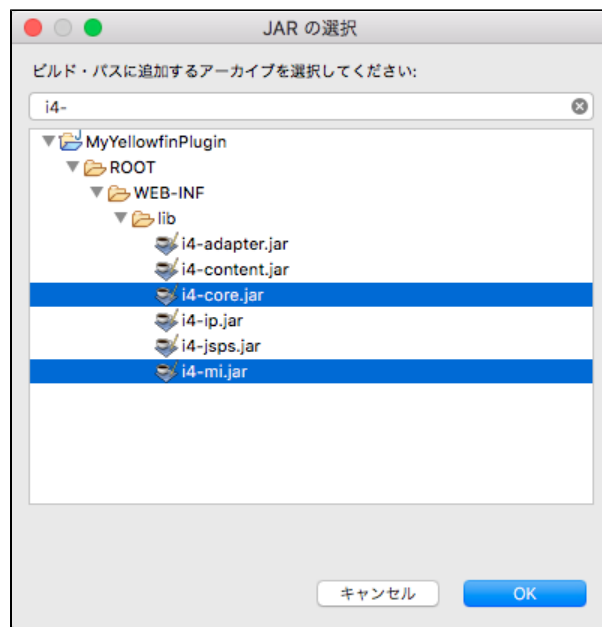 JAR の選択
ビルド・パスに追加するアーカイブを選択してください:
i4-
MyYellowfinPlugin
ROOT
WEB-INF
lib
i4-adapter.jar
i4-content.jar
i4-core.jar
i4-ip.jar
i4-jsps.jar
i4-mi.jar
キャンセル
OK